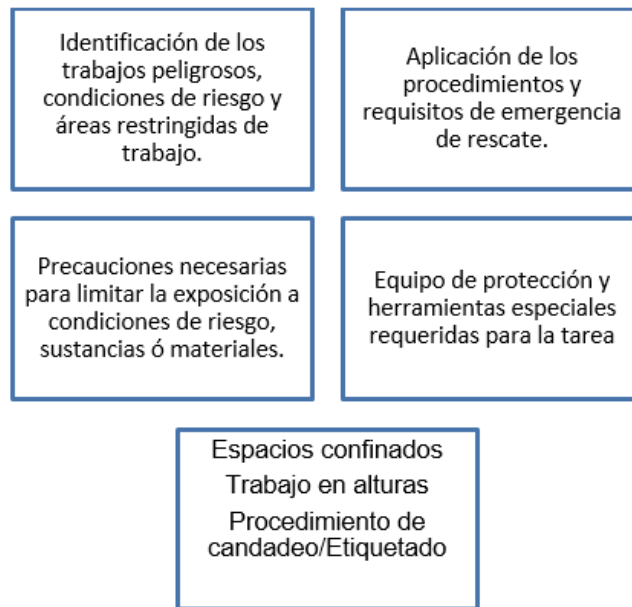 Identificación de los
trabajos peligrosos,
condiciones de riesgo y
áreas restringidas de
trabajo.
Aplicación de los
procedimientos y
requisitos de emergencia
de rescate.
Precauciones necesarias
para limitar la exposición a
condiciones de riesgo,
sustancias ó materiales.
Equipo de protección y
herramientas especiales
requeridas para la tarea
Espacios confinados
Trabajo en alturas
Procedimiento de
candadeo/Etiquetado